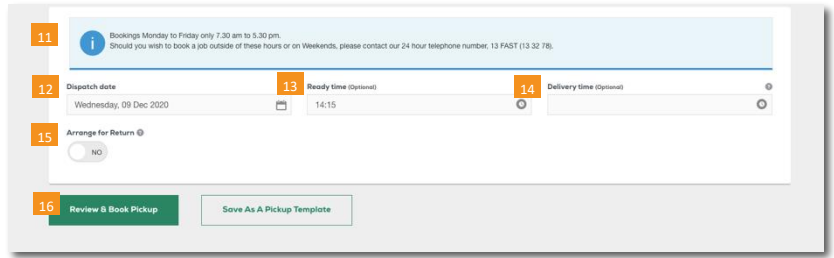 11
Bookings Monday to Friday only 7.30 am to 5.30 pm.
Should you wish to book a job outside of these hours or on Weekends, please contact our 24 hour telephone number, 13 FAST (13 32 78).
12 Dispatch date
13 Ready time (Optional)
14 Delivery time (Optional)
Wednesday, 09 Dec 2020
14:15
15 Arrange for Return
NO
16 Review & Book Pickup
Save As A Pickup Template